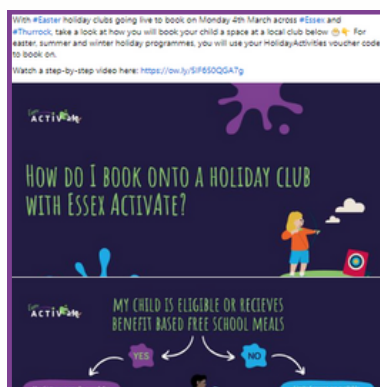 With #Easter holiday clubs going live to book on Monday 4th March across #Essex and
#Thurrock, take a look at how you will book your child a space at a local club below 😁👇 For
easter, summer and winter holiday programmes, you will use your HolidayActivities voucher code
to book on.
Watch a step-by-step video here: https://ow.ly/SIF650QGA7g
Essex
ACTIVATE
HOW DO I BOOK ONTO A HOLIDAY CLUB
WITH ESSEX ACTIVATE?
Essex
ACTIVATE
MY CHILD IS ELIGIBLE OR RECIEVES
BENEFIT BASED FREE SCHOOL MEALS
YES
NO